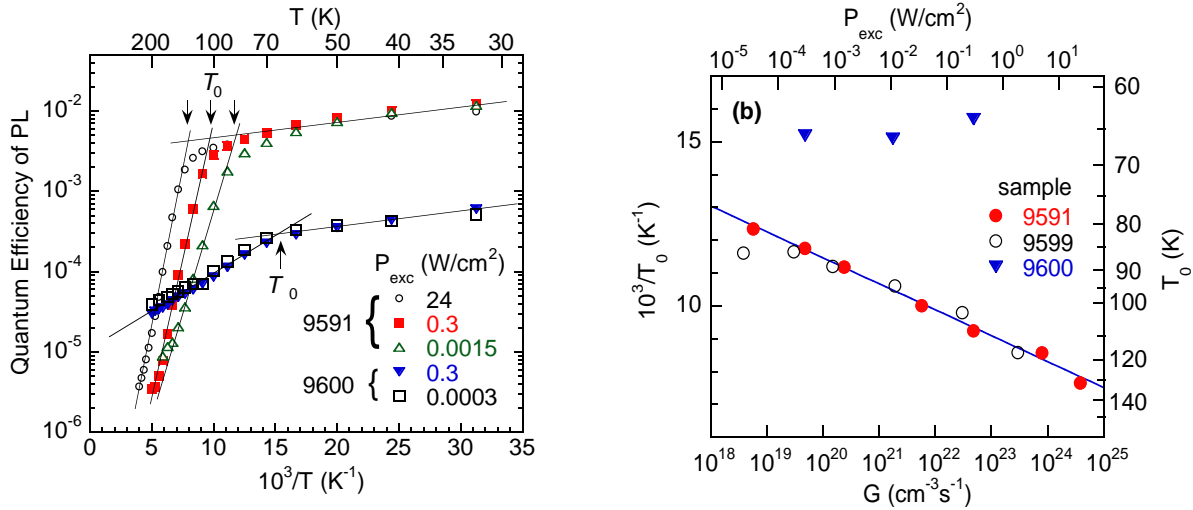 T (K)
200 100 70 50 40 32
T₀
Quantum Efficiency of PL
10⁻²
10⁻³
10⁻⁴
10⁻⁵
10⁻⁶
T₀
P_exc (W/cm²)
9591 { 24
0.3
0.0015
9600 { 0.3
0.0003
0 5 10 15 20 25 30 35
10³/T (K⁻¹)
P_exc (W/cm²)
10⁻⁵ 10⁻⁴ 10⁻³ 10⁻² 10⁻¹ 10⁰ 10¹
(b)
10³/T₀ (K⁻¹)
15
10
sample
9591
9599
9600
60
70
80
90
100
120
140
T₀ (K)
10¹⁸ 10¹⁹ 10²⁰ 10²¹ 10²² 10²³ 10²⁴ 10²⁵
G (cm⁻³s⁻¹)